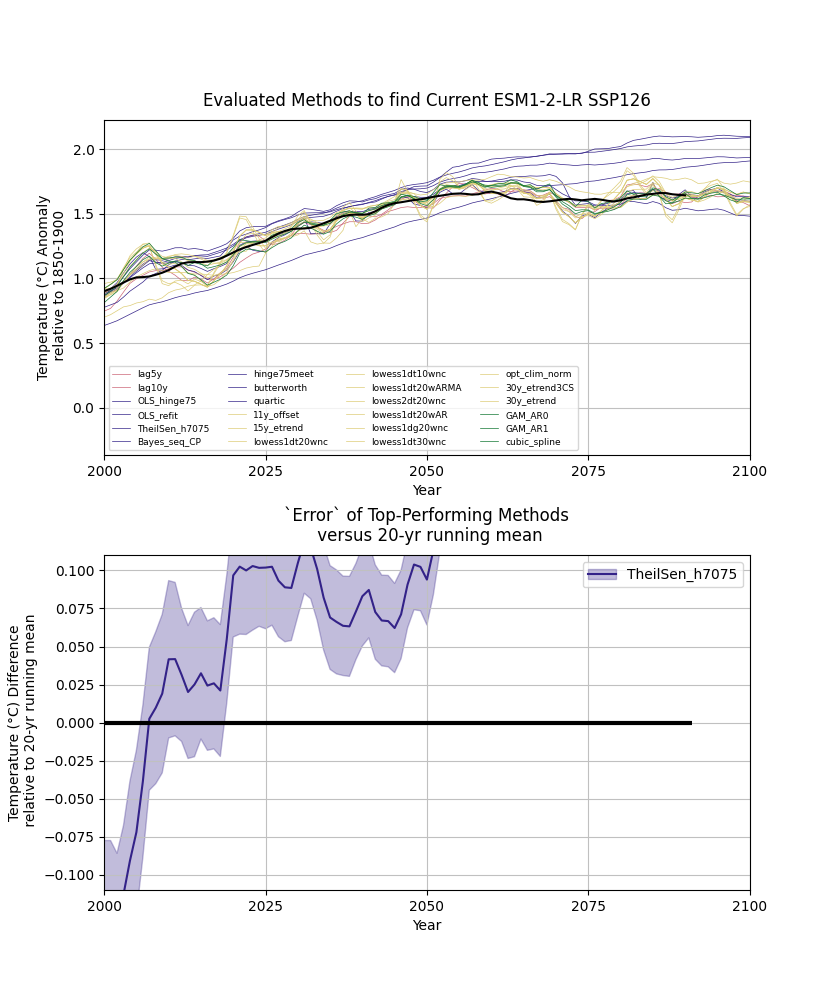 Evaluated Methods to find Current ESM1-2-LR SSP126
Temperature (°C) Anomaly
relative to 1850-1900
2.0
1.5
1.0
0.5
0.0
lag5y
lag10y
OLS_hinge75
OLS_refit
TheilSen_h7075
Bayes_seq_CP
hinge75meet
butterworth
quartic
11y_offset
15y_etrend
lowess1dt20wnc
lowess1dt10wnc
lowess1dt20wARMA
lowess2dt20wnc
lowess1dt20wAR
lowess1dg20wnc
lowess1dt30wnc
opt_clim_norm
30y_etrend3CS
30y_etrend
GAM_AR0
GAM_AR1
cubic_spline
2000 2025 2050 2075 2100
Year
`Error` of Top-Performing Methods
versus 20-yr running mean
Temperature (°C) Difference
relative to 20-yr running mean
0.100
0.075
0.050
0.025
0.000
−0.025
−0.050
−0.075
−0.100
TheilSen_h7075
2000 2025 2050 2075 2100
Year